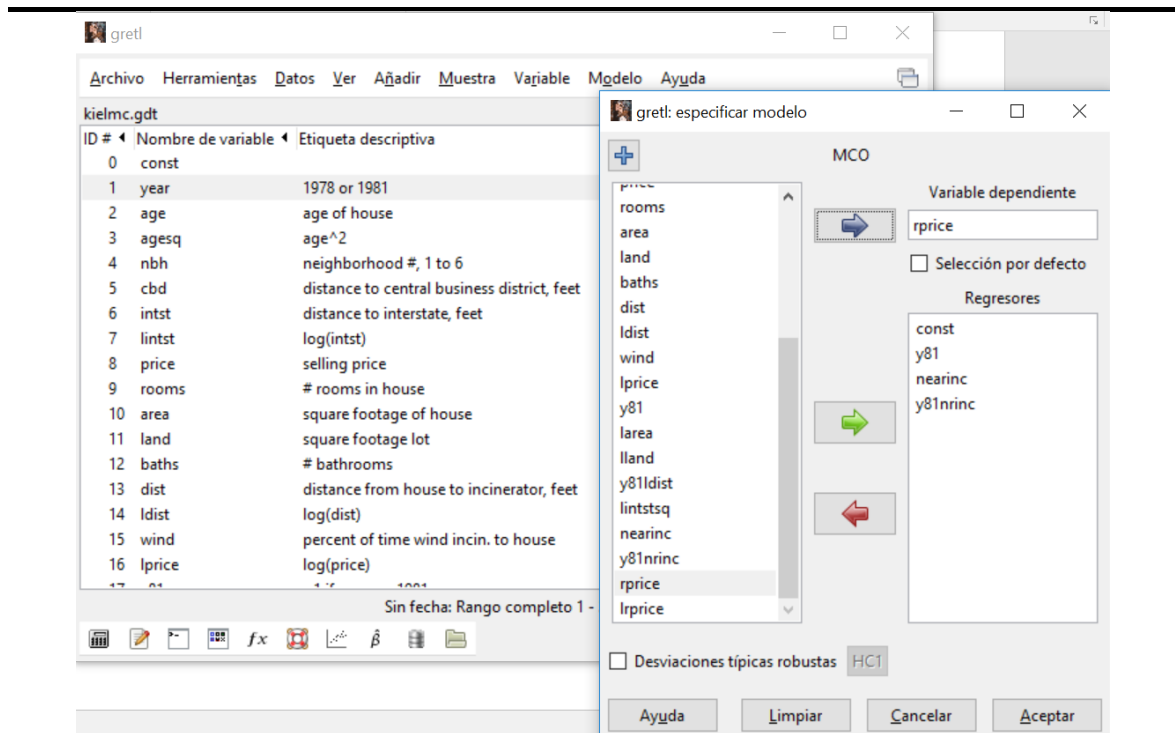 gretl
Archivo Herramientas Datos Ver Añadir Muestra Variable Modelo Ayuda
kielmc.gdt
ID # Nombre de variable Etiqueta descriptiva
0 const
1 year 1978 or 1981
2 age age of house
3 agesq age^2
4 nbh neighborhood #, 1 to 6
5 cbd distance to central business district, feet
6 intst distance to interstate, feet
7 lintst log(intst)
8 price selling price
9 rooms # rooms in house
10 area square footage of house
11 land square footage lot
12 baths # bathrooms
13 dist distance from house to incinerator, feet
14 ldist log(dist)
15 wind percent of time wind incin. to house
16 lprice log(price)
Sin fecha: Rango completo 1 -
fx
β̂
gretl: especificar modelo
MCO
price
rooms
area
land
baths
dist
ldist
wind
lprice
y81
larea
lland
y81ldist
lintstsq
nearinc
y81nrinc
rprice
lrprice
Variable dependiente
rprice
Selección por defecto
Regresores
const
y81
nearinc
y81nrinc
Desviaciones típicas robustas HC1
Ayuda Limpiar Cancelar Aceptar